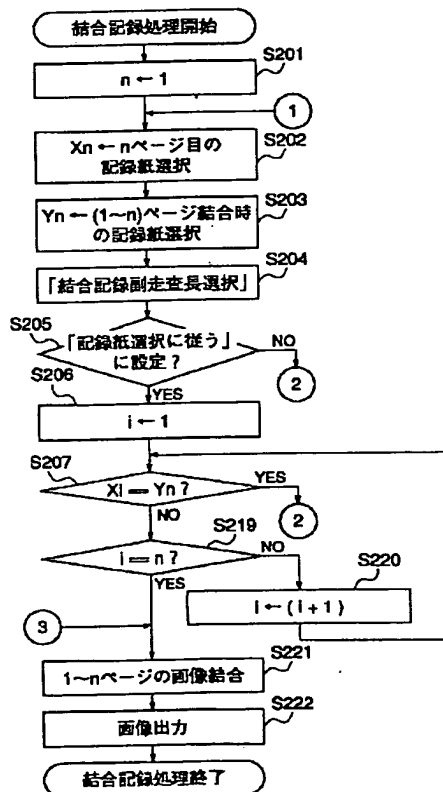 結合記録処理開始
S201
n ← 1
1
S202
Xn ← nページ目の
記録紙選択
S203
Yn ← (1~n)ページ結合時
の記録紙選択
S204
「結合記録副走査長選択」
S205
「記録紙選択に従う」
に設定?
NO
2
YES
S206
i ← 1
S207
Xi == Yn ?
YES
2
NO
S219
i == n ?
NO
YES
S220
i ← (i+1)
3
S221
1~nページの画像結合
S222
画像出力
結合記録処理終了